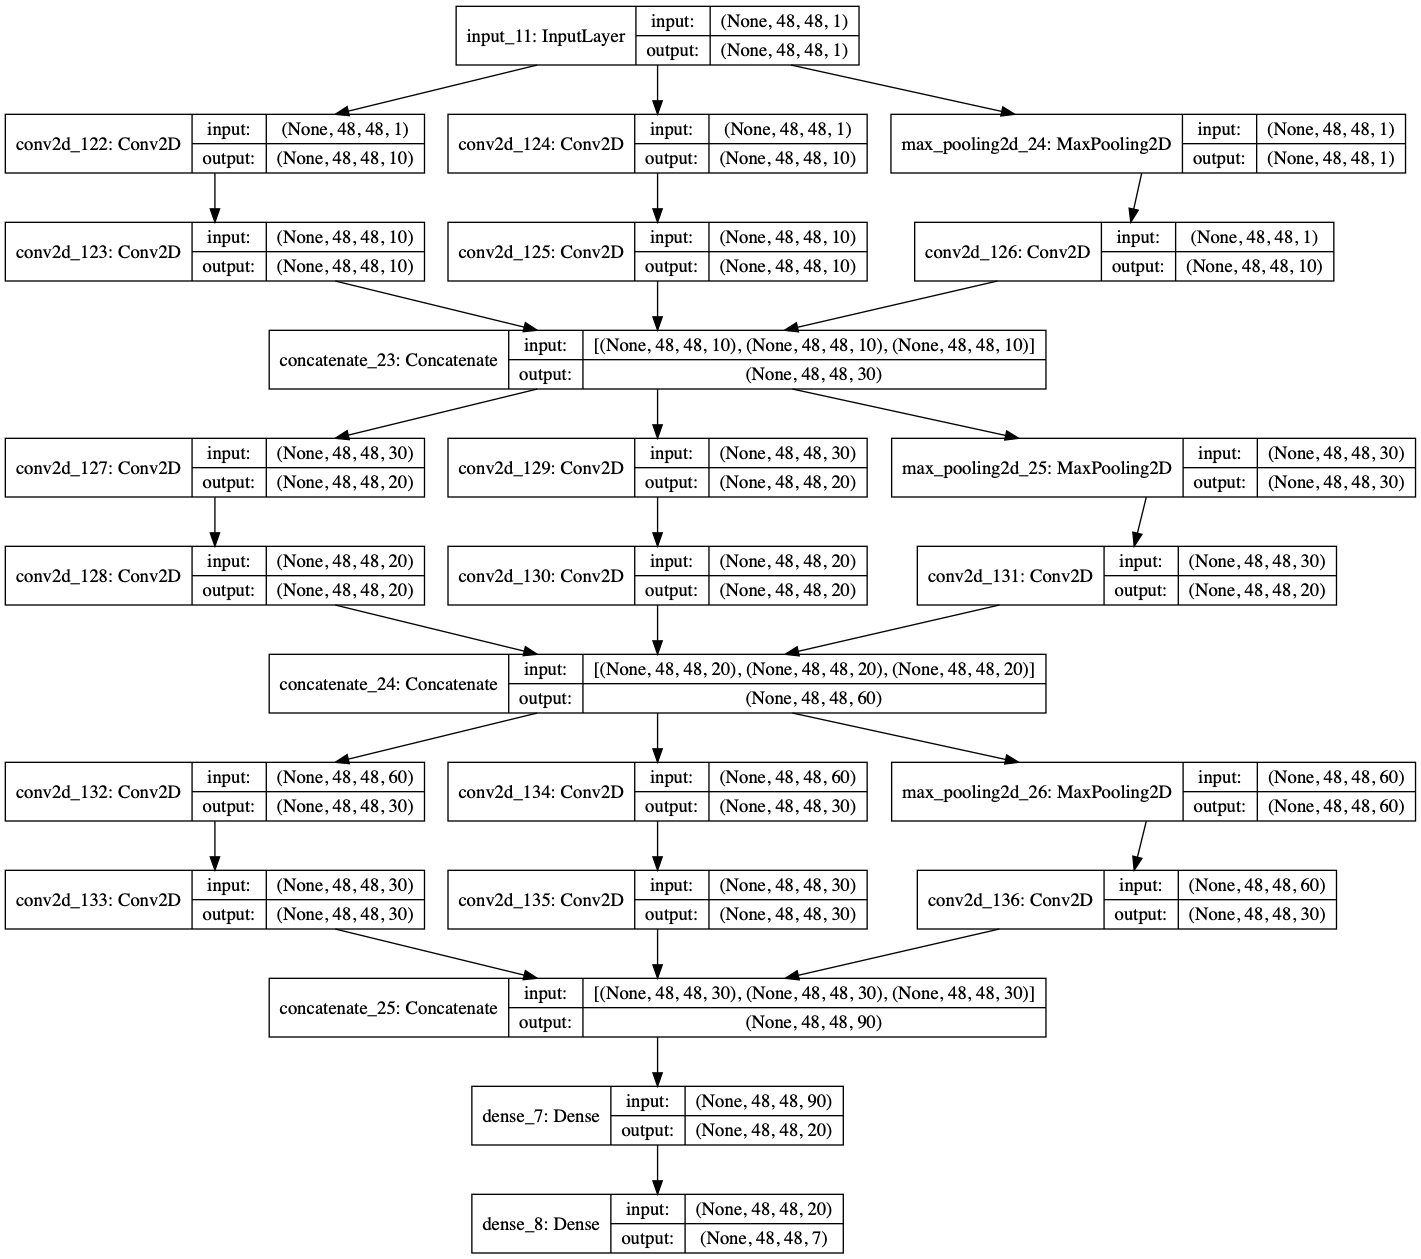 input_11: InputLayer
input: (None, 48, 48, 1)
output: (None, 48, 48, 1)
conv2d_122: Conv2D
input: (None, 48, 48, 1)
output: (None, 48, 48, 10)
conv2d_124: Conv2D
input: (None, 48, 48, 1)
output: (None, 48, 48, 10)
max_pooling2d_24: MaxPooling2D
input: (None, 48, 48, 1)
output: (None, 48, 48, 1)
conv2d_123: Conv2D
input: (None, 48, 48, 10)
output: (None, 48, 48, 10)
conv2d_125: Conv2D
input: (None, 48, 48, 10)
output: (None, 48, 48, 10)
conv2d_126: Conv2D
input: (None, 48, 48, 1)
output: (None, 48, 48, 10)
concatenate_23: Concatenate
input: [(None, 48, 48, 10), (None, 48, 48, 10), (None, 48, 48, 10)]
output: (None, 48, 48, 30)
conv2d_127: Conv2D
input: (None, 48, 48, 30)
output: (None, 48, 48, 20)
conv2d_129: Conv2D
input: (None, 48, 48, 30)
output: (None, 48, 48, 20)
max_pooling2d_25: MaxPooling2D
input: (None, 48, 48, 30)
output: (None, 48, 48, 30)
conv2d_128: Conv2D
input: (None, 48, 48, 20)
output: (None, 48, 48, 20)
conv2d_130: Conv2D
input: (None, 48, 48, 20)
output: (None, 48, 48, 20)
conv2d_131: Conv2D
input: (None, 48, 48, 30)
output: (None, 48, 48, 20)
concatenate_24: Concatenate
input: [(None, 48, 48, 20), (None, 48, 48, 20), (None, 48, 48, 20)]
output: (None, 48, 48, 60)
conv2d_132: Conv2D
input: (None, 48, 48, 60)
output: (None, 48, 48, 30)
conv2d_134: Conv2D
input: (None, 48, 48, 60)
output: (None, 48, 48, 30)
max_pooling2d_26: MaxPooling2D
input: (None, 48, 48, 60)
output: (None, 48, 48, 60)
conv2d_133: Conv2D
input: (None, 48, 48, 30)
output: (None, 48, 48, 30)
conv2d_135: Conv2D
input: (None, 48, 48, 30)
output: (None, 48, 48, 30)
conv2d_136: Conv2D
input: (None, 48, 48, 60)
output: (None, 48, 48, 30)
concatenate_25: Concatenate
input: [(None, 48, 48, 30), (None, 48, 48, 30), (None, 48, 48, 30)]
output: (None, 48, 48, 90)
dense_7: Dense
input: (None, 48, 48, 90)
output: (None, 48, 48, 20)
dense_8: Dense
input: (None, 48, 48, 20)
output: (None, 48, 48, 7)